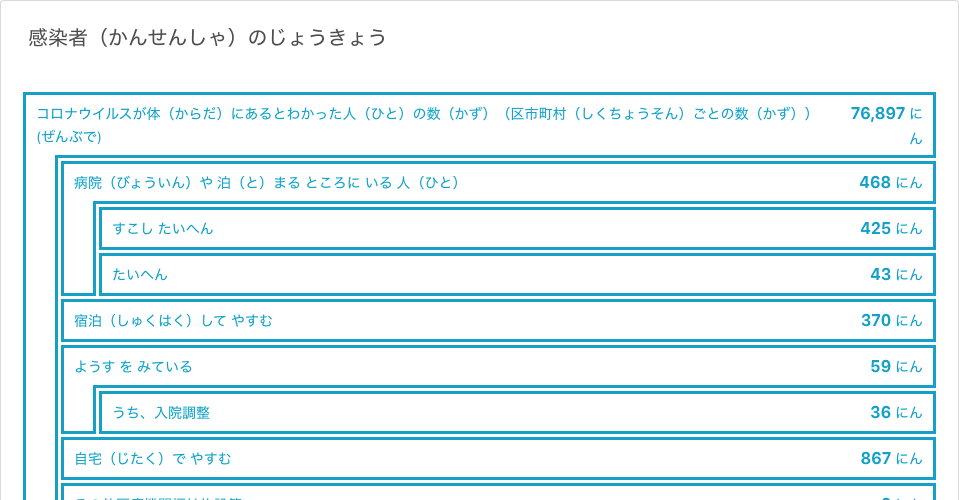 感染者（かんせんしゃ）のじょうきょう
コロナウイルスが体（からだ）にあるとわかった人（ひと）の数（かず）（区市町村（しくちょうそん）ごとの数（かず）） 76,897 に
(ぜんぶで) ん
病院（びょういん）や 泊（と）まる ところに いる 人（ひと） 468 にん
すこし たいへん 425 にん
たいへん 43 にん
宿泊（しゅくはく）して やすむ 370 にん
ようす を みている 59 にん
うち、入院調整 36 にん
自宅（じたく）で やすむ 867 にん